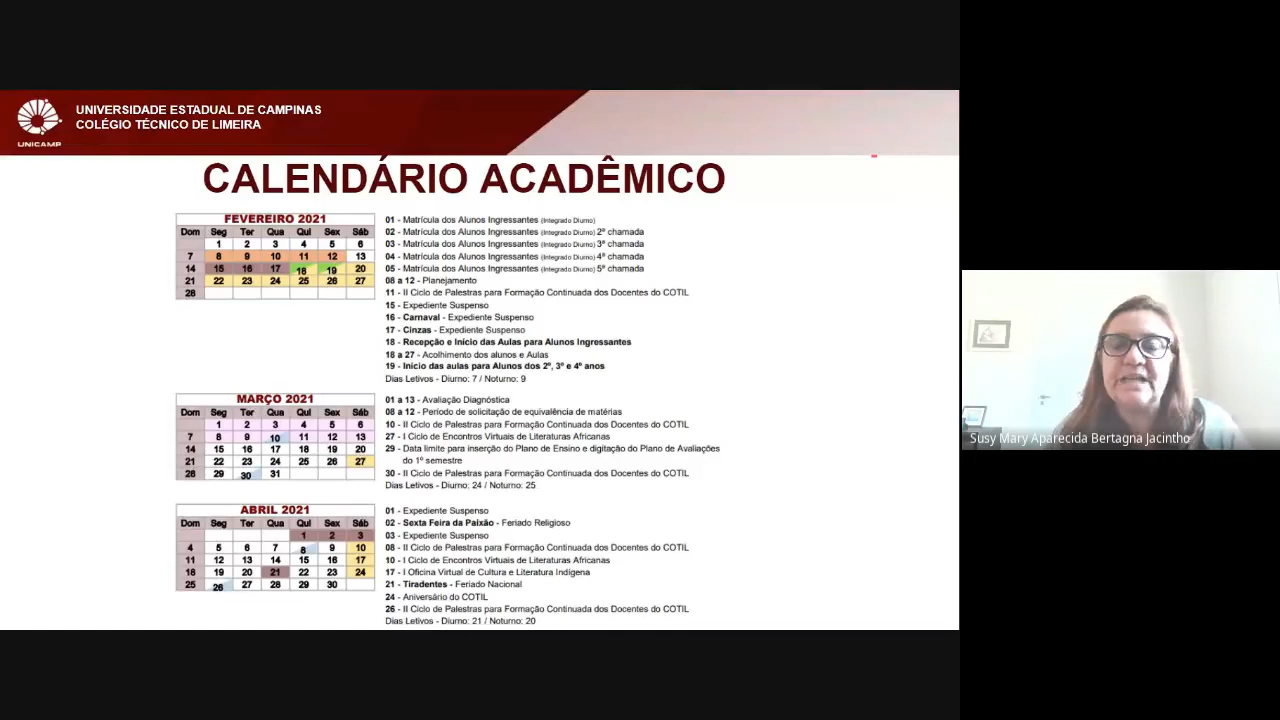 UNIVERSIDADE ESTADUAL DE CAMPINAS
COLÉGIO TÉCNICO DE LIMEIRA
UNICAMP
CALENDÁRIO ACADÊMICO
FEVEREIRO 2021
Dom Seg Ter Qua Qui Sex Sáb
1 2 3 4 5 6
7 8 9 10 11 12 13
14 15 16 17 18 19 20
21 22 23 24 25 26 27
28
01 - Matrícula dos Alunos Ingressantes (Integrado Diurno)
02 - Matrícula dos Alunos Ingressantes (Integrado Diurno) 2ª chamada
03 - Matrícula dos Alunos Ingressantes (Integrado Diurno) 3ª chamada
04 - Matrícula dos Alunos Ingressantes (Integrado Diurno) 4ª chamada
05 - Matrícula dos Alunos Ingressantes (Integrado Diurno) 5ª chamada
08 a 12 - Planejamento
11 - II Ciclo de Palestras para Formação Continuada dos Docentes do COTIL
15 - Expediente Suspenso
16 - Carnaval - Expediente Suspenso
17 - Cinzas - Expediente Suspenso
18 - Recepção e Início das Aulas para Alunos Ingressantes
18 a 27 - Acolhimento dos alunos e Aulas
19 - Início das aulas para Alunos dos 2º, 3º e 4º anos
Dias Letivos - Diurno: 7 / Noturno: 9
MARÇO 2021
Dom Seg Ter Qua Qui Sex Sáb
1 2 3 4 5 6
7 8 9 10 11 12 13
14 15 16 17 18 19 20
21 22 23 24 25 26 27
28 29 30 31
01 a 13 - Avaliação Diagnóstica
08 a 12 - Período de solicitação de equivalência de matérias
10 - II Ciclo de Palestras para Formação Continuada dos Docentes do COTIL
27 - I Ciclo de Encontros Virtuais de Literaturas Africanas
29 - Data limite para inserção do Plano de Ensino e digitação do Plano de Avaliações
do 1º semestre
30 - II Ciclo de Palestras para Formação Continuada dos Docentes do COTIL
Dias Letivos - Diurno: 24 / Noturno: 25
ABRIL 2021
Dom Seg Ter Qua Qui Sex Sáb
1 2 3
4 5 6 7 8 9 10
11 12 13 14 15 16 17
18 19 20 21 22 23 24
25 26 27 28 29 30
01 - Expediente Suspenso
02 - Sexta Feira da Paixão - Feriado Religioso
03 - Expediente Suspenso
08 - II Ciclo de Palestras para Formação Continuada dos Docentes do COTIL
10 - I Ciclo de Encontros Virtuais de Literaturas Africanas
17 - I Oficina Virtual de Cultura e Literatura Indígena
21 - Tiradentes - Feriado Nacional
24 - Aniversário do COTIL
26 - II Ciclo de Palestras para Formação Continuada dos Docentes do COTIL
Dias Letivos - Diurno: 21 / Noturno: 20
Susy Mary Aparecida Bertagna Jacintho